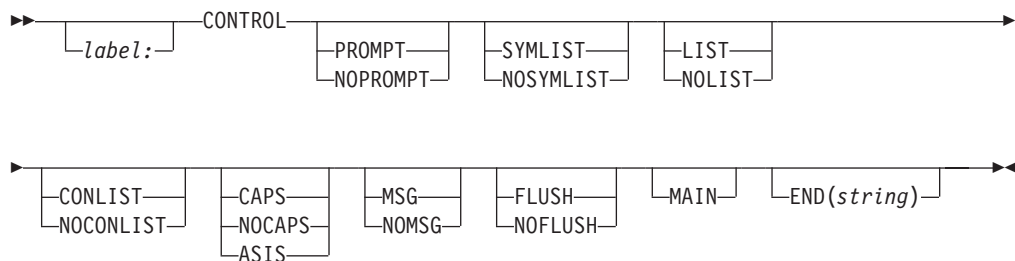 CONTROL
label: PROMPT SYMLIST LIST
NOPROMPT NOSYMLIST NOLIST
CONLIST CAPS MSG FLUSH MAIN END(string)
NOCONLIST NOCAPS NOMSG NOFLUSH
ASIS